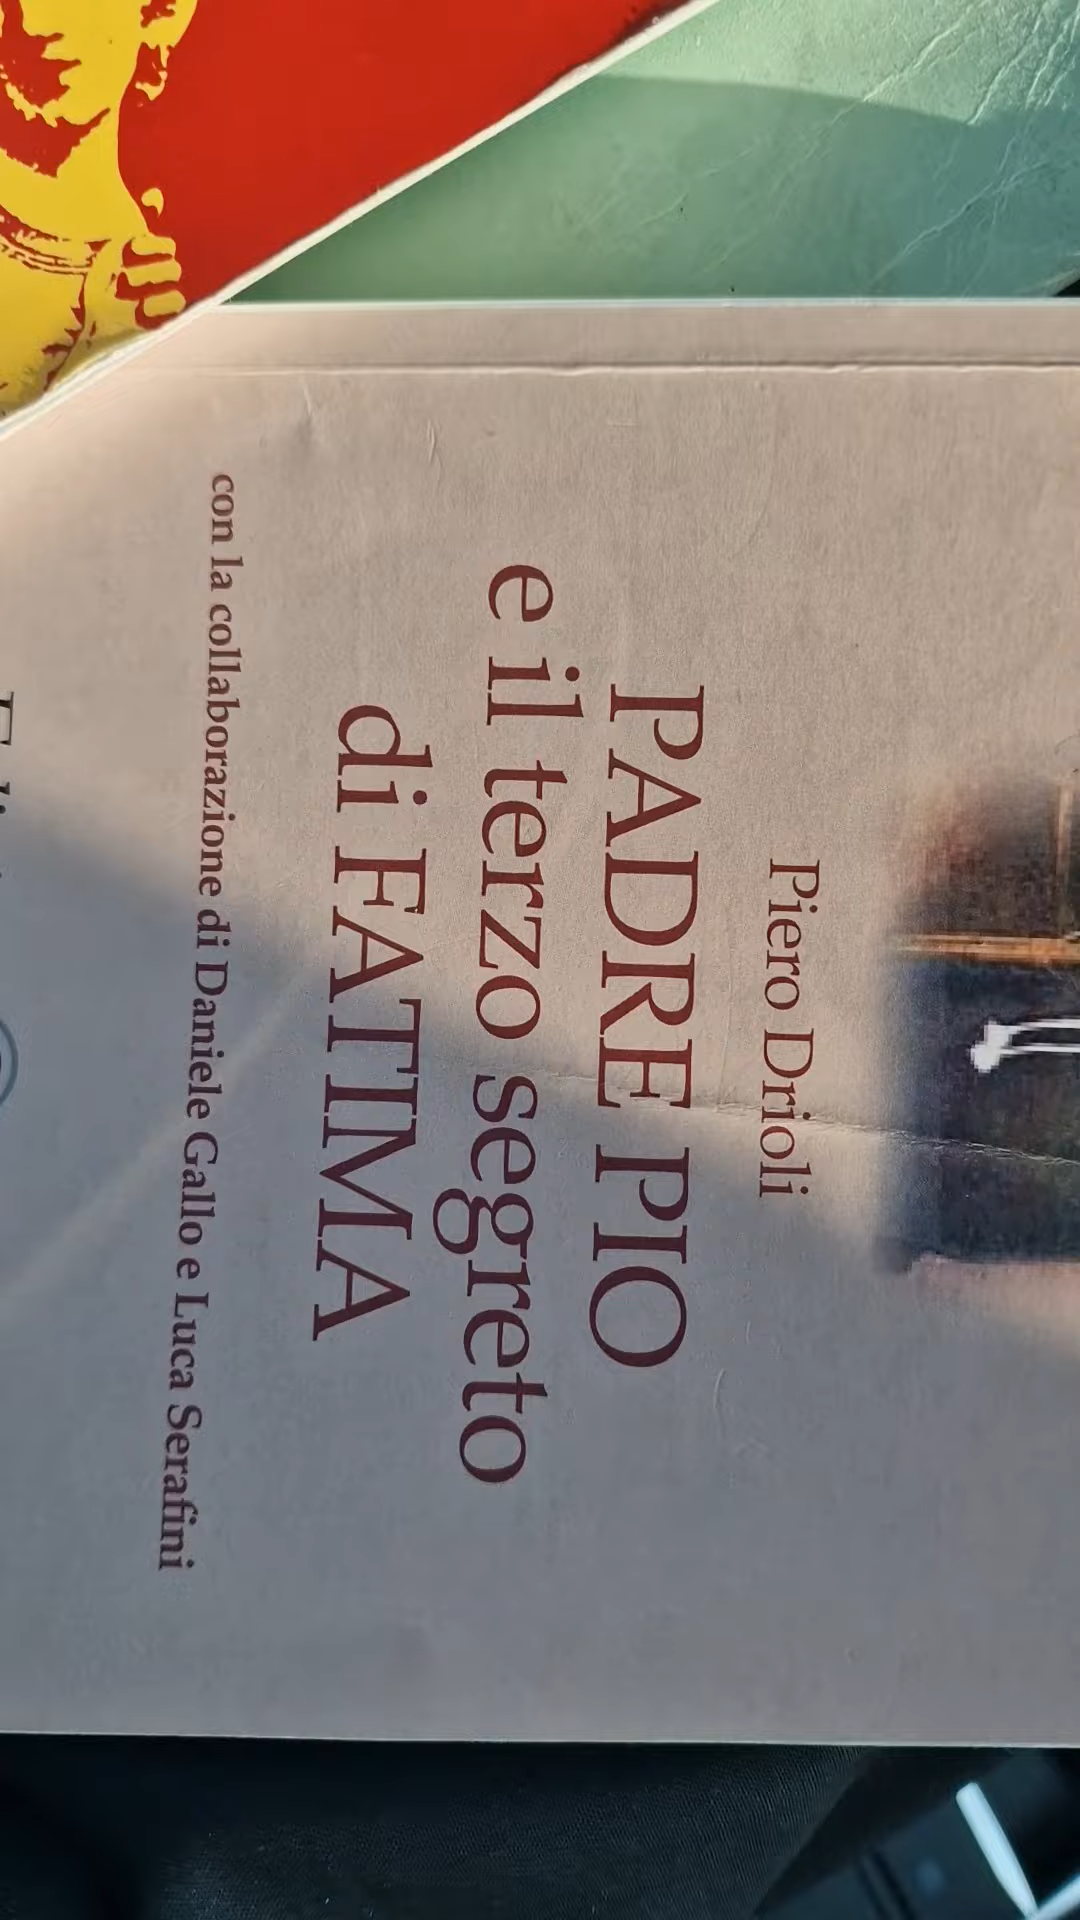 Piero Drioli
PADRE PIO
e il terzo segreto
di FATIMA
con la collaborazione di Daniele Gallo e Luca Serafini